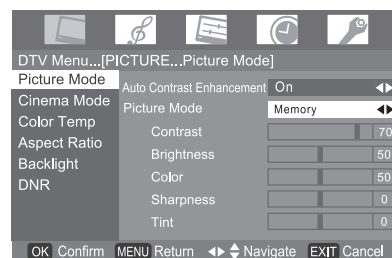 DTV Menu...[PICTURE...Picture Mode]
Picture Mode
Cinema Mode
Color Temp
Aspect Ratio
Backlight
DNR
Auto Contrast Enhancement On
Picture Mode Memory
Contrast 70
Brightness 50
Color 50
Sharpness 0
Tint 0
OK Confirm MENU Return Navigate EXIT Cancel